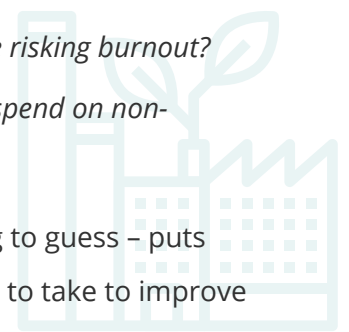 risking burnout?
spend on non-
to guess – puts
to take to improve